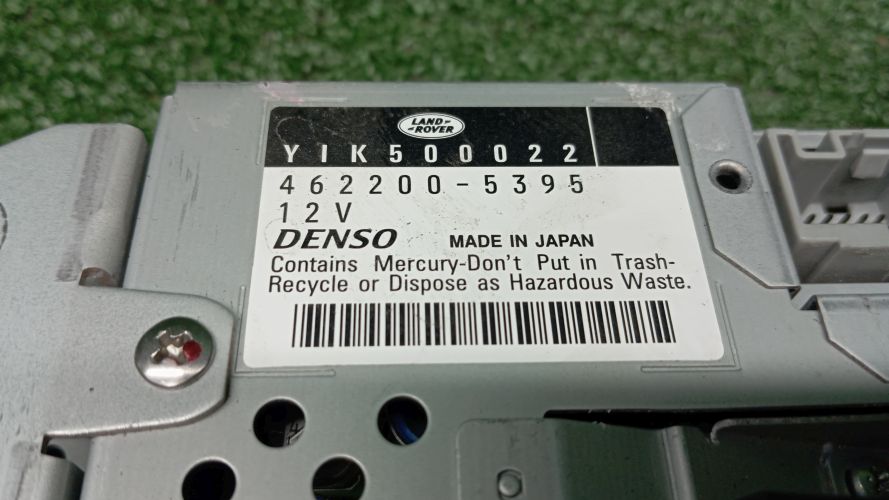 LAND-
-ROVER
YIK500022
462200-5395
12V
DENSO MADE IN JAPAN
Contains Mercury-Don't Put in Trash-
Recycle or Dispose as Hazardous Waste.